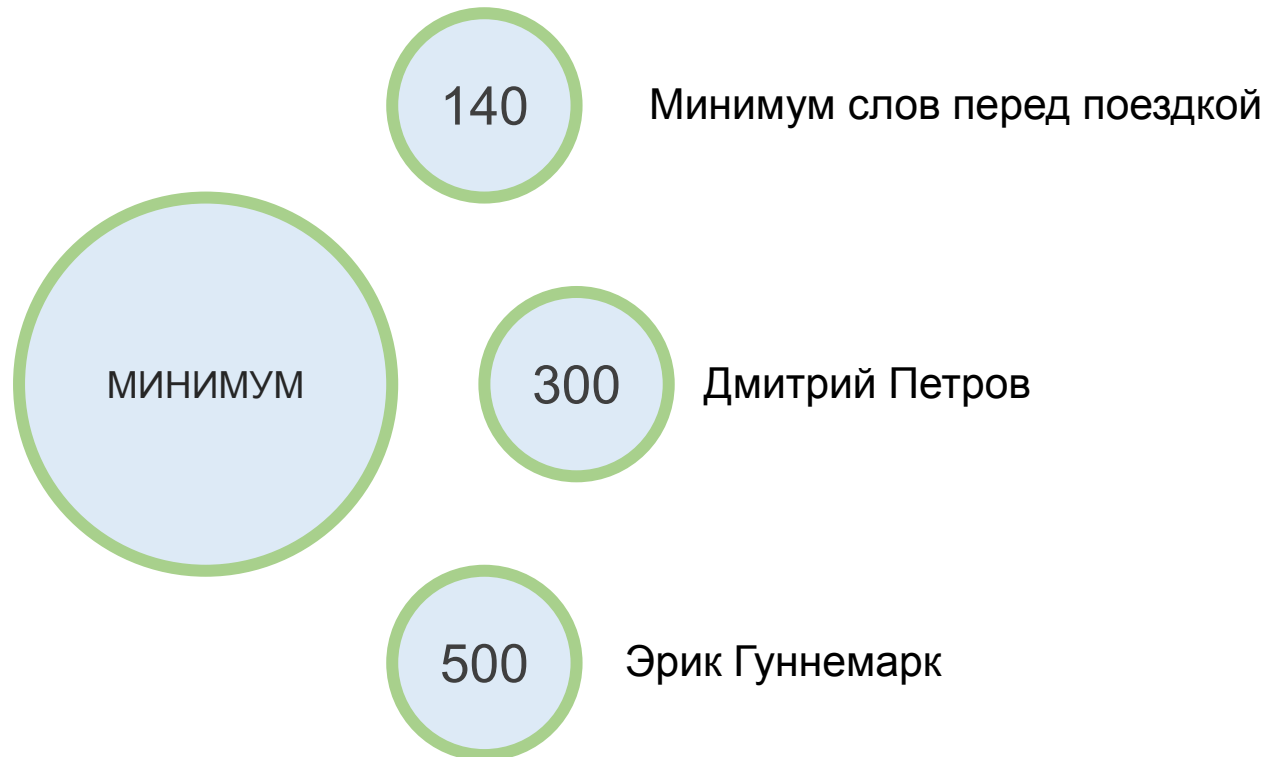 140
Минимум слов перед поездкой
МИНИМУМ
300
Дмитрий Петров
500
Эрик Гуннемарк